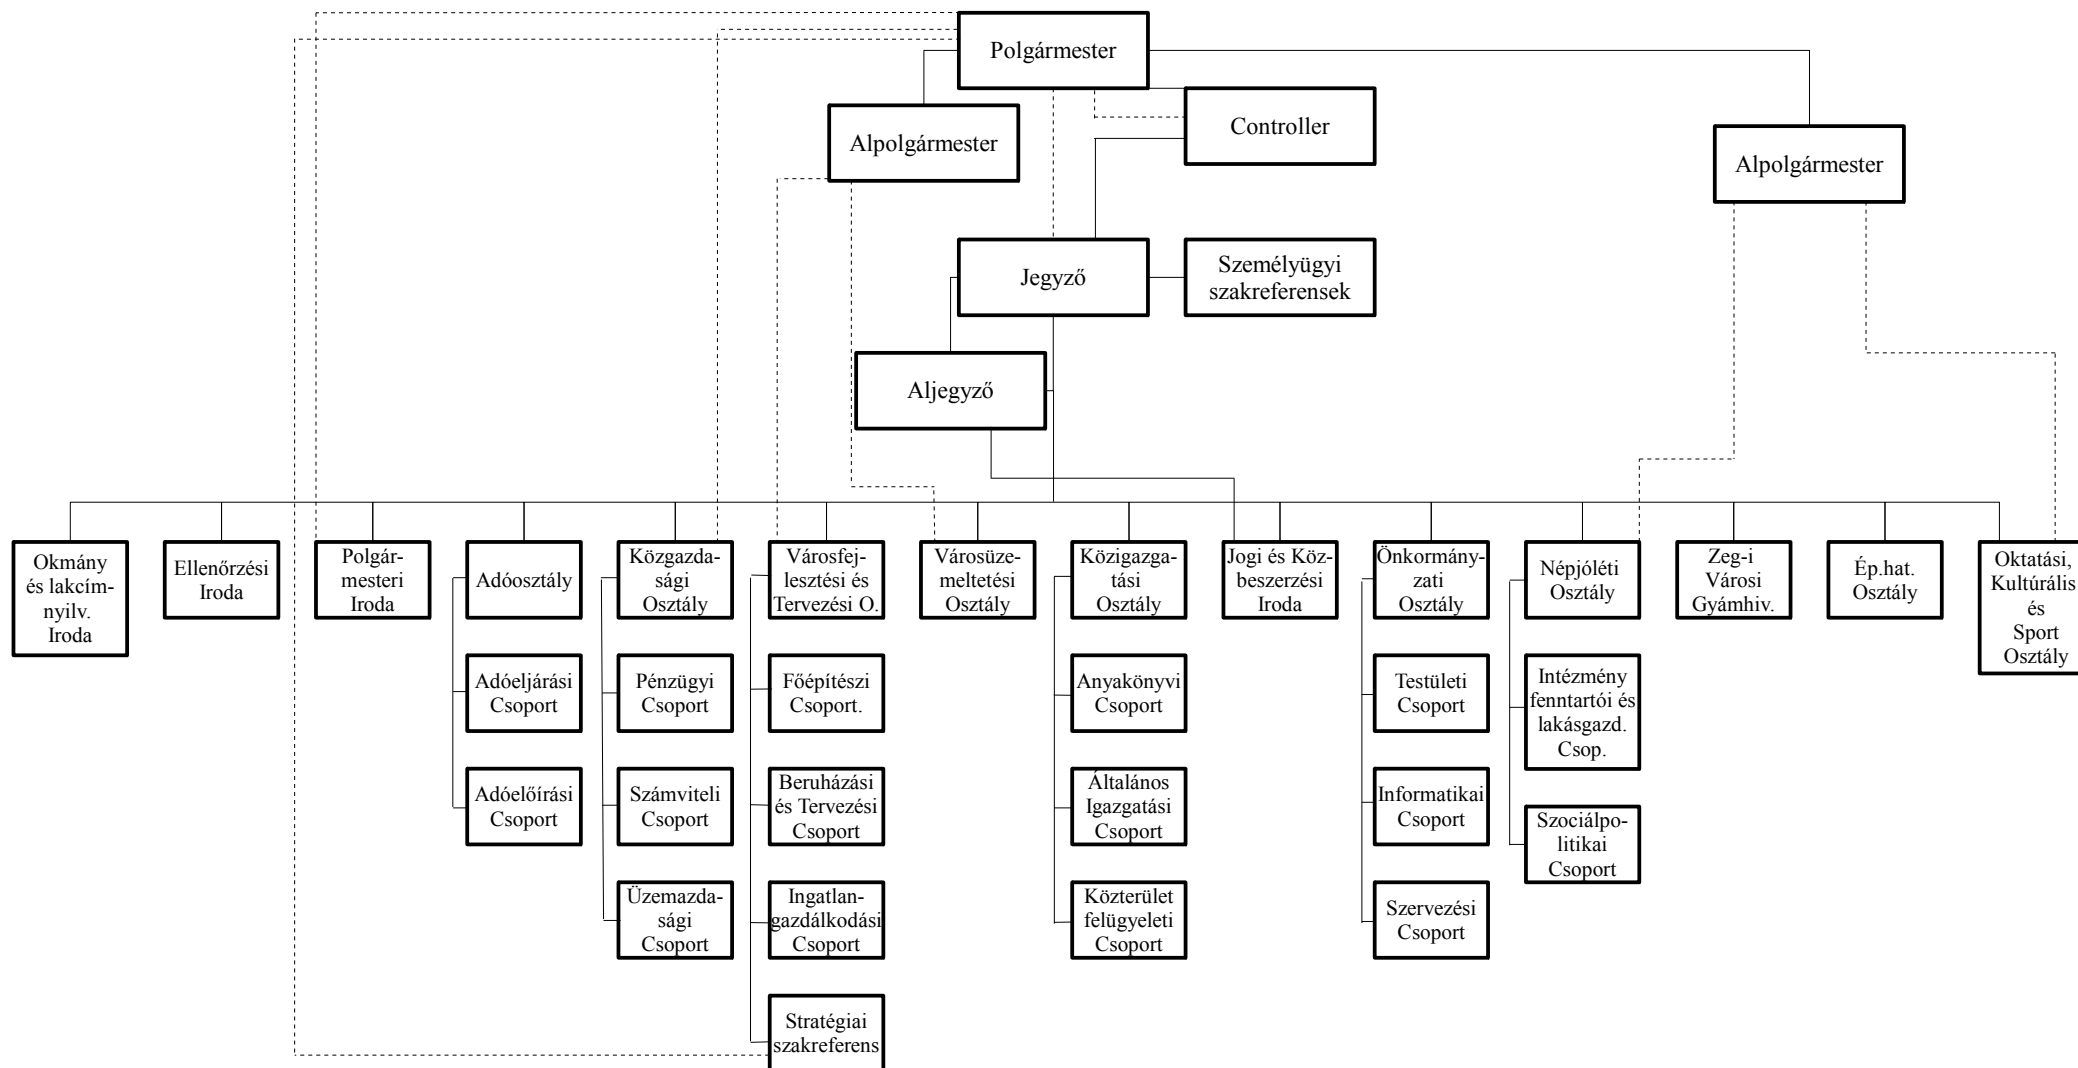 Polgármester
Alpolgármester
Controller
Alpolgármester
Jegyző
Személyügyi
szakreferensek
Aljegyző
Okmány
és lakcím-
nyilv.
Iroda
Ellenőrzési
Iroda
Polgár-
mesteri
Iroda
Adóosztály
Közgazda-
sági
Osztály
Városfej-
lesztési és
Tervezési O.
Városüze-
meltetési
Osztály
Közigazga-
tási
Osztály
Jogi és Köz-
beszerzési
Iroda
Önkormány-
zati
Osztály
Népjóléti
Osztály
Zeg-i
Városi
Gyámhiv.
Ép.hat.
Osztály
Oktatási,
Kultúrális
és
Sport
Osztály
Adóeljárási
Csoport
Pénzügyi
Csoport
Főépítészi
Csoport.
Anyakönyvi
Csoport
Testületi
Csoport
Intézmény
fenntartói és
lakásgazd.
Csop.
Adóelőírási
Csoport
Számviteli
Csoport
Beruházási
és Tervezési
Csoport
Általános
Igazgatási
Csoport
Informatikai
Csoport
Szociálpo-
litikai
Csoport
Üzemazda-
sági
Csoport
Ingatlan-
gazdálkodási
Csoport
Közterület
felügyeleti
Csoport
Szervezési
Csoport
Stratégiai
szakreferens